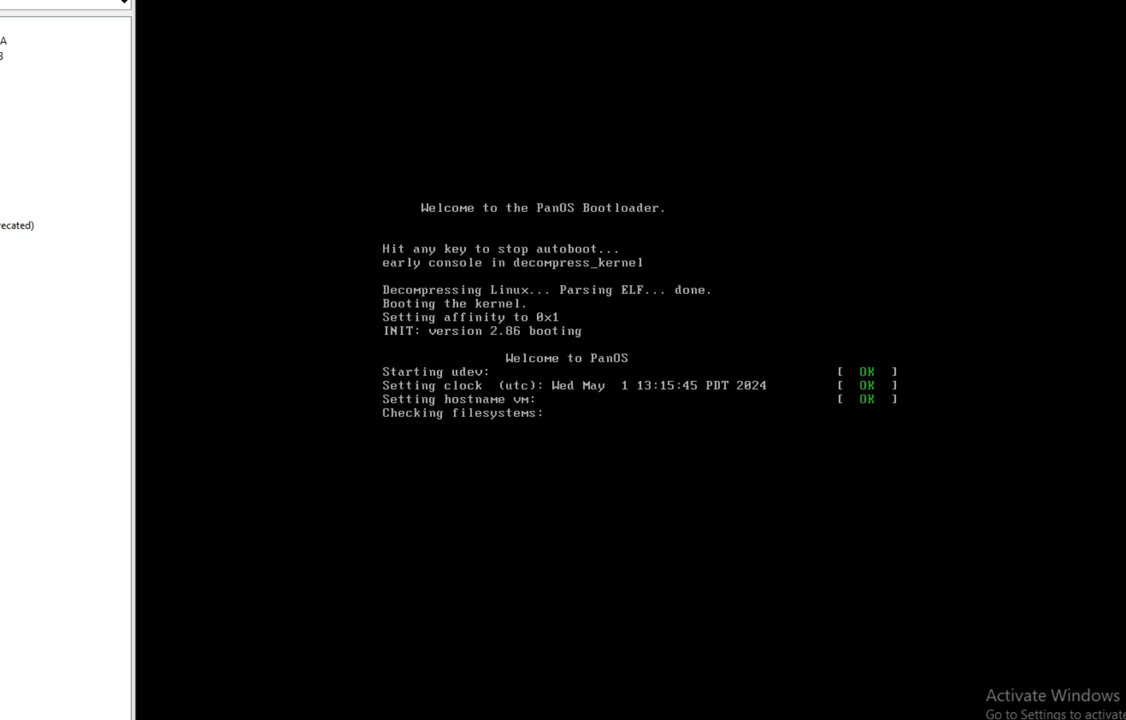 A
recated)
Welcome to the PanOS Bootloader.
Hit any key to stop autoboot...
early console in decompress_kernel
Decompressing Linux... Parsing ELF... done.
Booting the kernel.
Setting affinity to 0x1
INIT: version 2.86 booting
Welcome to PanOS
Starting udev: [ OK ]
Setting clock (utc): Wed May 1 13:15:45 PDT 2024 [ OK ]
Setting hostname vm: [ OK ]
Checking filesystems:
Activate Windows
Go to Settings to activate